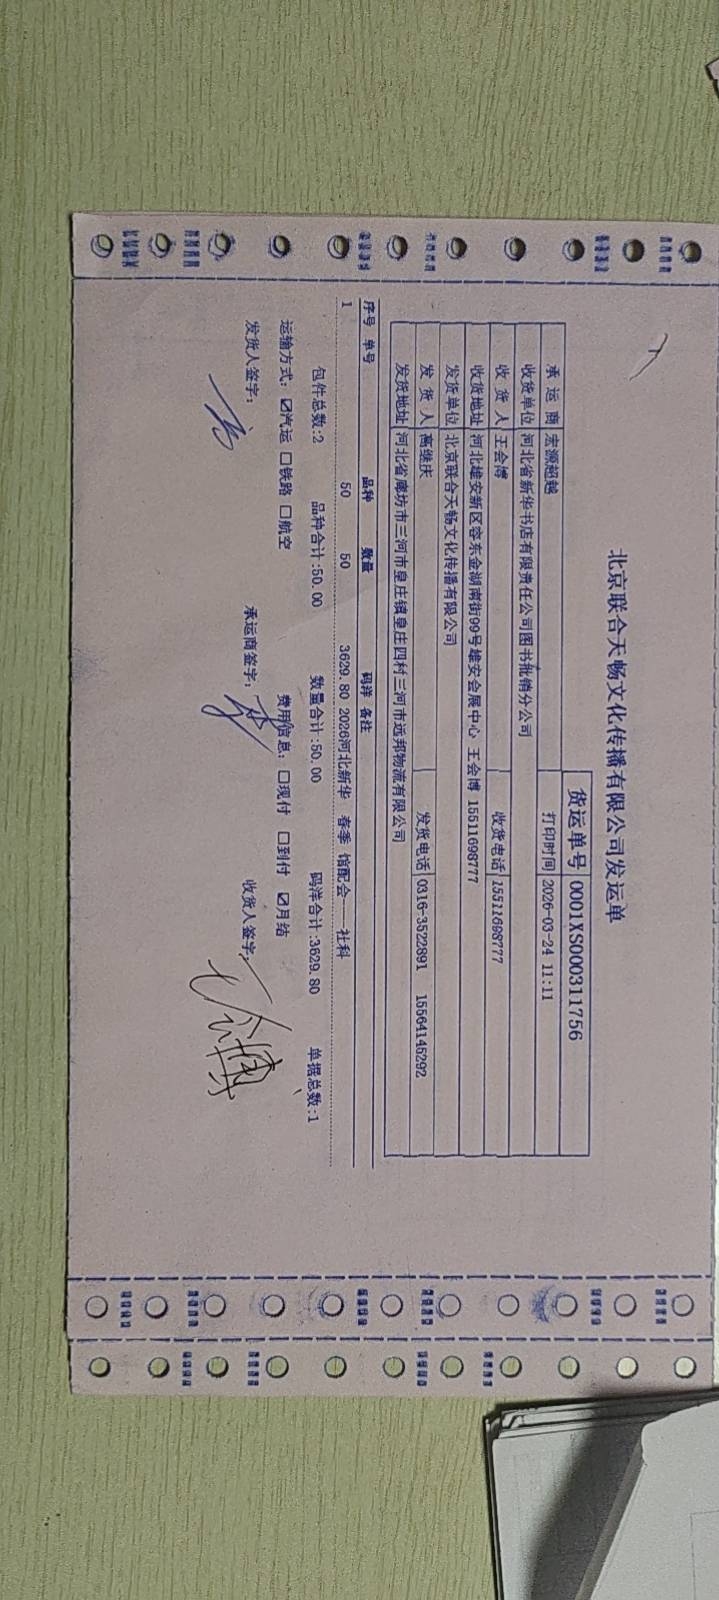 北京联合天畅文化传播有限公司发运单
货运单号 0001XS000311756
承运商 宏源超越 打印时间 2026-03-24 11:11
收货单位 河北省新华书店有限责任公司图书批销分公司
收货人 王会博 收货电话 15511698777
收货地址 河北雄安新区容东金湖南街99号雄安会展中心 王会博 15511698777
发货单位 北京联合天畅文化传播有限公司
发货人 高继庆 发货电话 0316-3522891 15564145292
发货地址 河北省廊坊市三河市皇庄镇皇庄四村三河市远邦物流有限公司
序号 单号 品种 数量 码洋 备注
1 50 50 3629.80 2026河北新华 春季 馆配会——社科
包件总数:2 品种合计:50.00 数量合计:50.00 码洋合计:3629.80 单据总数:1
运输方式: ☑汽运 □铁路 □航空 费用信息: □现付 □到付 ☑月结
发货人签字: 承运商签字: 收货人签字: 王会博